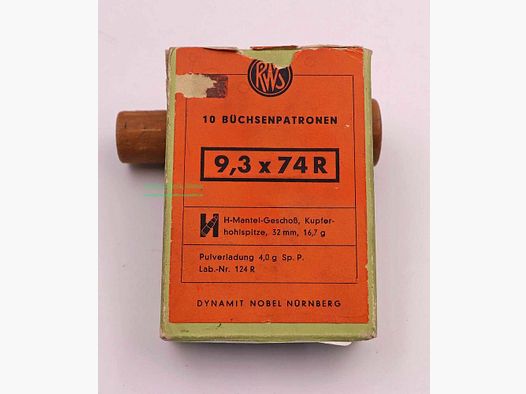 RWS
10 BÜCHSENPATRONEN
9,3 x 74 R
H
H-Mantel-Geschoß, Kupfer-
hohlspitze, 32 mm, 16,7 g
Pulverladung 4,0 g Sp. P.
Lab.-Nr. 124 R
DYNAMIT NOBEL NÜRNBERG